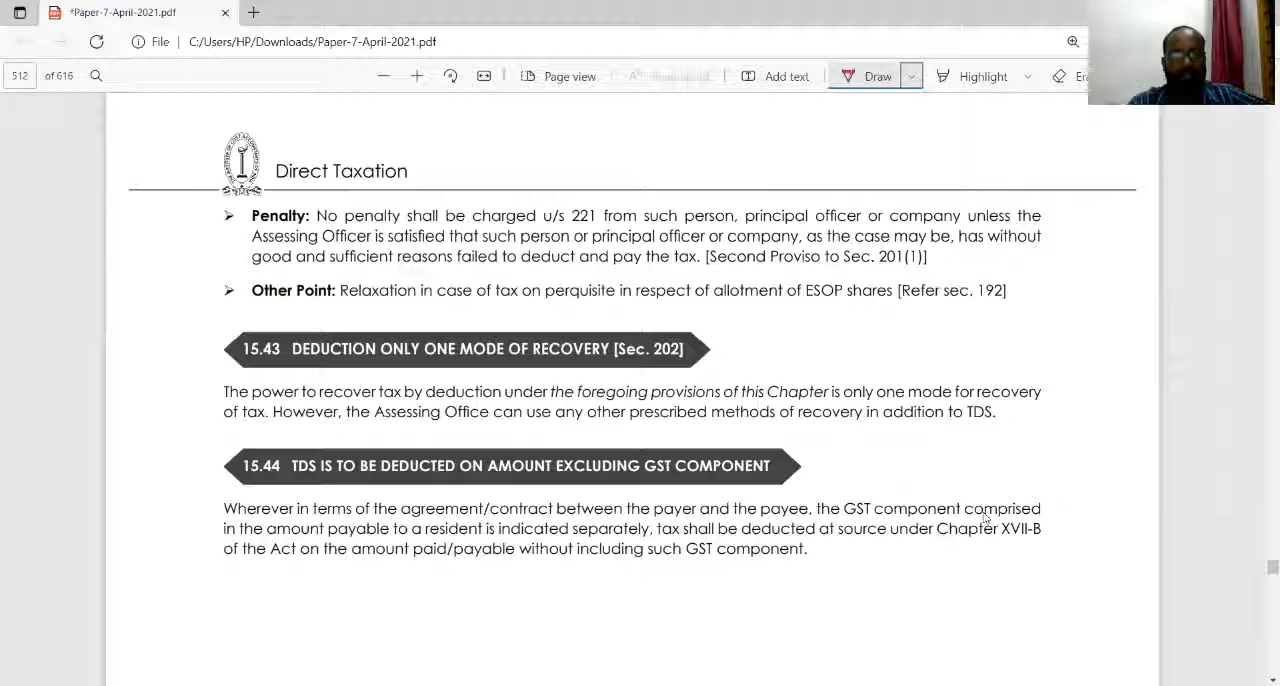 *Paper-7-April-2021.pdf
File
C:/Users/HP/Downloads/Paper-7-April-2021.pdf
512 of 616
Page view
Add text
Draw
Highlight
Era
Direct Taxation
➢ Penalty: No penalty shall be charged u/s 221 from such person, principal officer or company unless the
Assessing Officer is satisfied that such person or principal officer or company, as the case may be, has without
good and sufficient reasons failed to deduct and pay the tax. [Second Proviso to Sec. 201(1)]
➢ Other Point: Relaxation in case of tax on perquisite in respect of allotment of ESOP shares [Refer sec. 192]
15.43 DEDUCTION ONLY ONE MODE OF RECOVERY [Sec. 202]
The power to recover tax by deduction under the foregoing provisions of this Chapter is only one mode for recovery
of tax. However, the Assessing Office can use any other prescribed methods of recovery in addition to TDS.
15.44 TDS IS TO BE DEDUCTED ON AMOUNT EXCLUDING GST COMPONENT
Wherever in terms of the agreement/contract between the payer and the payee, the GST component comprised
in the amount payable to a resident is indicated separately, tax shall be deducted at source under Chapter XVII-B
of the Act on the amount paid/payable without including such GST component.